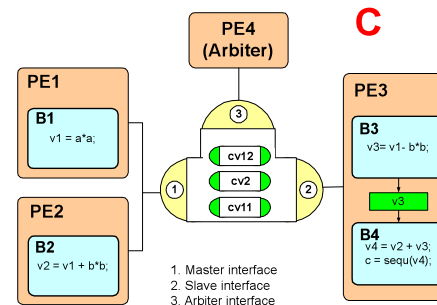 C
PE4
(Arbiter)
PE1
B1
v1 = a*a;
PE2
B2
v2 = v1 + b*b;
3
cv12
cv2
cv11
1
2
PE3
B3
v3= v1- b*b;
v3
B4
v4 = v2 + v3;
c = sequ(v4);
1. Master interface
2. Slave interface
3. Arbiter interface